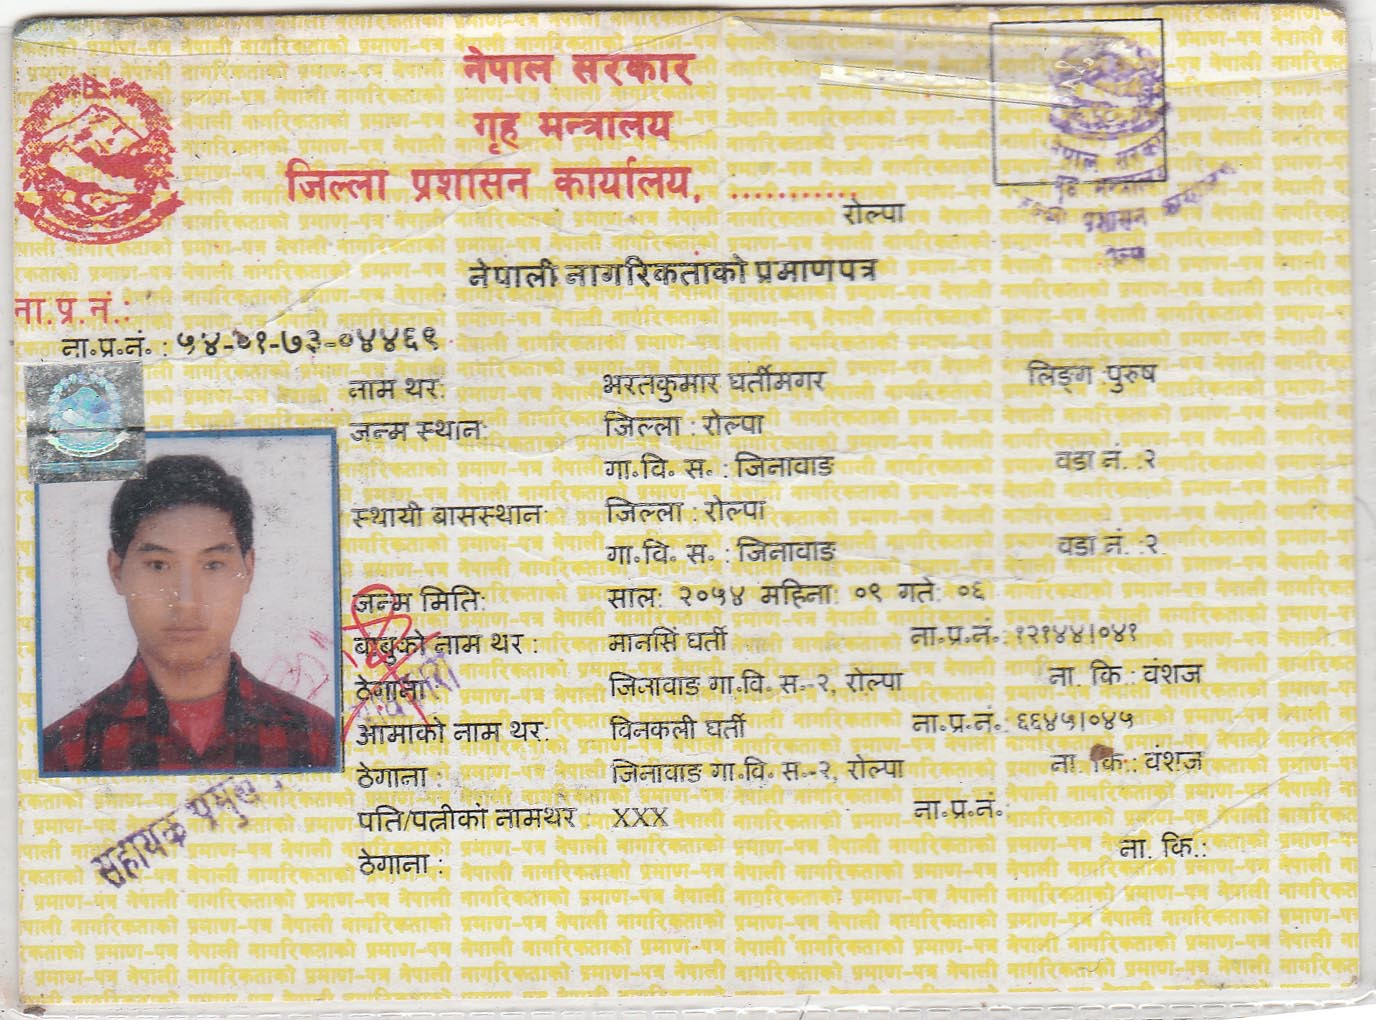 नेपाल सरकार
गृह मन्त्रालय
जिल्ला प्रशासन कार्यालय, ...........
रोल्पा
नेपाल सरकार
गृह मन्त्रालय
जिल्ला प्रशासन कार्यालय
नेपाली नागरिकताको प्रमाणपत्र
ना.प्र.नं.:
ना.प्र.नं. : ५४-०१-७३-०४४६९
नाम थर: भरतकुमार घर्तीमगर लिङ्ग :पुरुष
जन्म स्थान: जिल्ला : रोल्पा
गा.वि. स. : जिनावाङ वडा नं. :२
स्थायी बासस्थान: जिल्ला : रोल्पा
गा.वि. स. : जिनावाङ वडा नं. :२
जन्म मिति: साल: २०५४ महिना: ०९ गते: ०६
बाबुको नाम थर : मानसिं घर्ती ना.प्र.नं. : १२१४४।०४१
ठेगाना जिनावाङ गा.वि. स.-२, रोल्पा ना. कि : वंशज
आमाको नाम थर: विनकली घर्ती ना.प्र.नं. : ६६४५।०४५
ठेगाना : जिनावाङ गा.वि. स.-२, रोल्पा ना. कि.: वंशज
पति/पत्नीको नामथर : XXX ना.प्र.नं. :
ठेगाना : ना. कि.:
सहायक प्रमुख